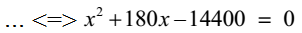 ... <=> x² +180x−14400 = 0